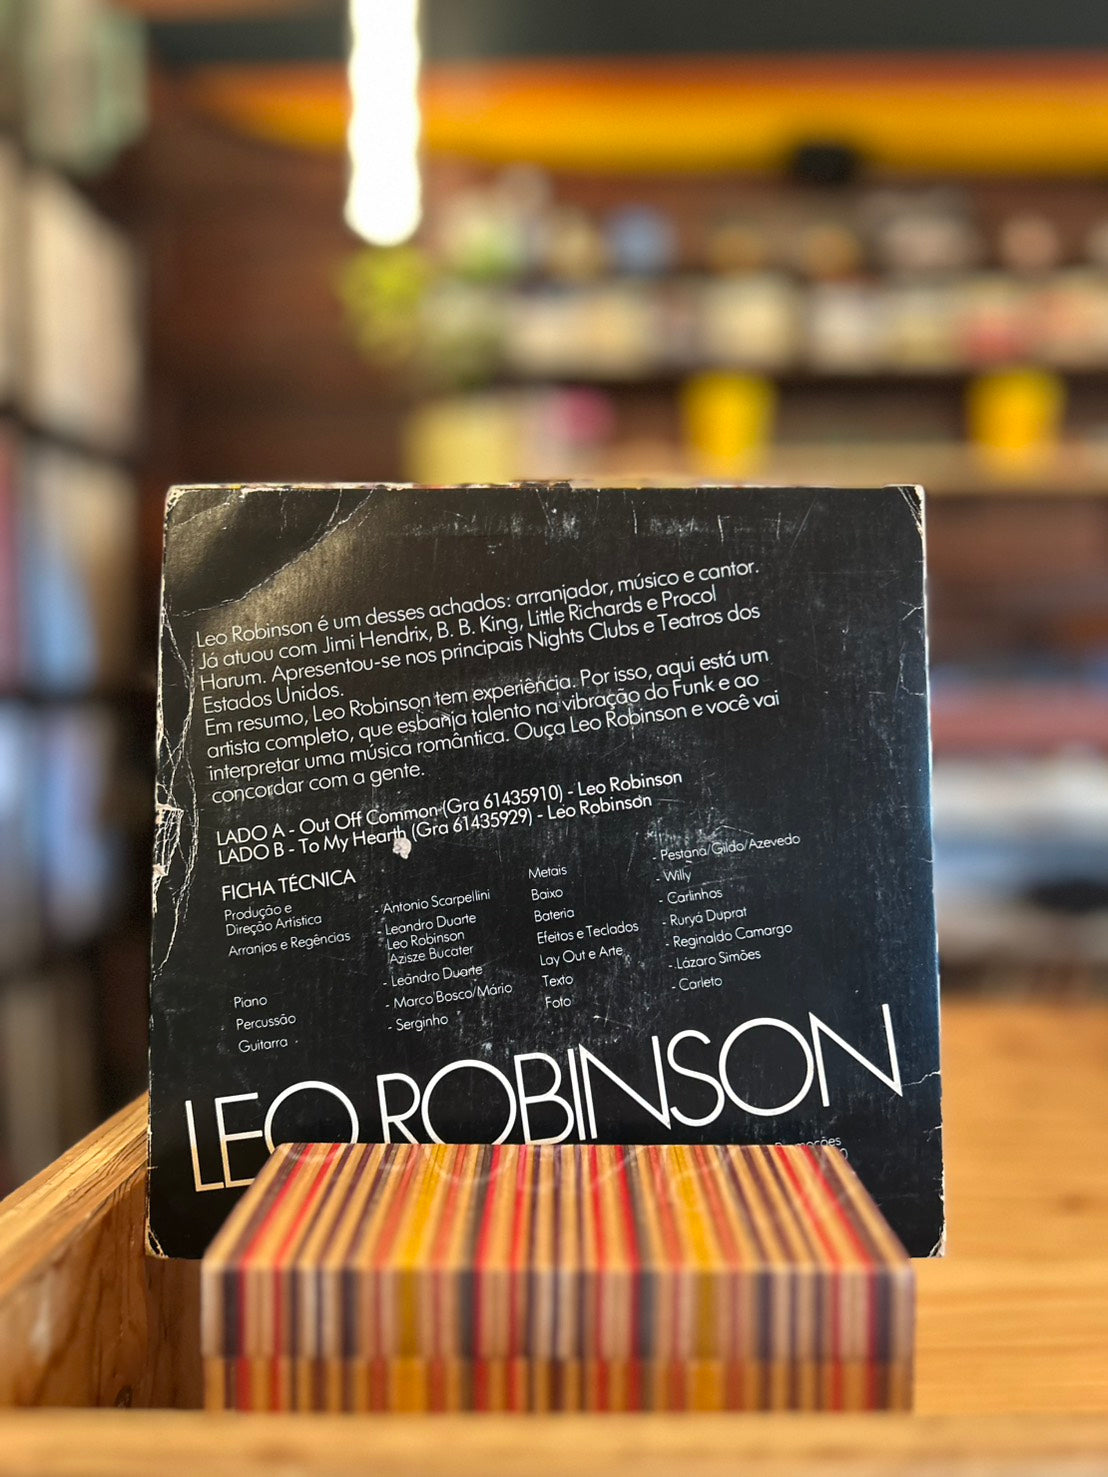 Leo Robinson é um desses achados: arranjador, músico e cantor.
Já atuou com Jimi Hendrix, B. B. King, Little Richards e Procol
Harum. Apresentou-se nos principais Nights Clubs e Teatros dos
Estados Unidos.
Em resumo, Leo Robinson tem experiência. Por isso, aqui está um
artista completo, que esbanja talento na vibração do Funk e ao
interpretar uma música romântica. Ouça Leo Robinson e você vai
concordar com a gente.
LADO A - Out Off Common (Gra 61435910) - Leo Robinson
LADO B - To My Hearth (Gra 61435929) - Leo Robinson
FICHA TÉCNICA
Produção e
Direção Artística - Antonio Scarpellini
Arranjos e Regências - Leandro Duarte
Leo Robinson
Azisze Bucater
Piano - Leandro Duarte
Percussão - Marco Bosco/Mário
Guitarra - Serginho
Metais - Pestana/Gildo/Azevedo
Baixo - Willy
Bateria - Carlinhos
Efeitos e Teclados - Ruryá Duprat
Lay Out e Arte - Reginaldo Camargo
Texto - Lázaro Simões
Foto - Carleto
LEO ROBINSON